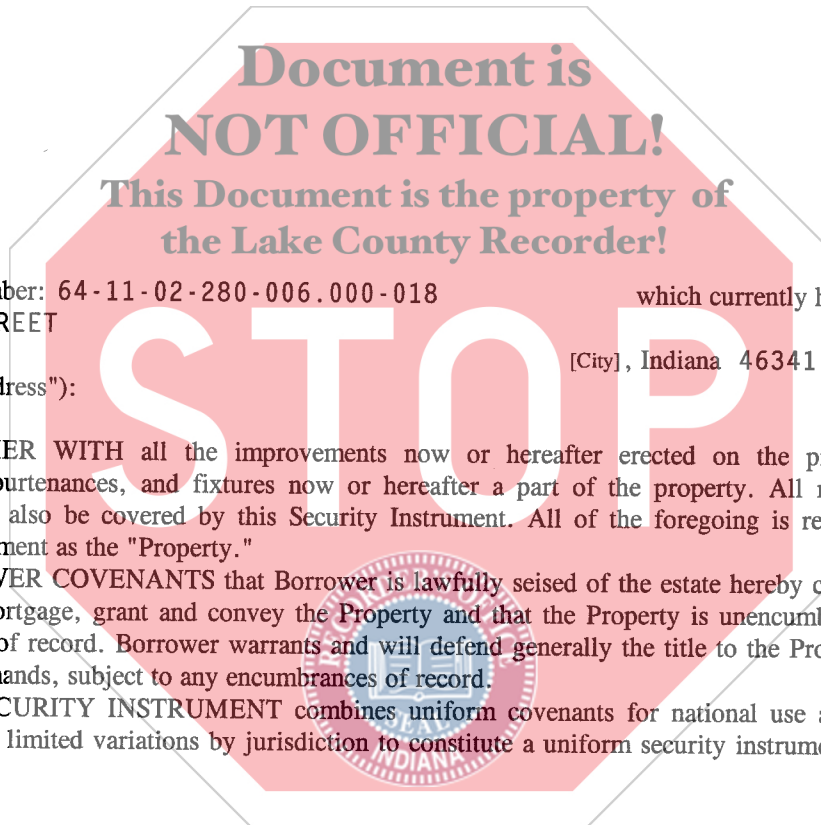 Document is
NOT OFFICIAL!
This Document is the property of
the Lake County Recorder!
ber: 64-11-02-280-006.000-018 which currently h
REET
[City], Indiana 46341
dress"):
STOP
ER WITH all the improvements now or hereafter erected on the p
urtenances, and fixtures now or hereafter a part of the property. All
also be covered by this Security Instrument. All of the foregoing is re
ment as the "Property."
VER COVENANTS that Borrower is lawfully seised of the estate hereby c
ortgage, grant and convey the Property and that the Property is unencumb
of record. Borrower warrants and will defend generally the title to the Pro
ands, subject to any encumbrances of record.
CURITY INSTRUMENT combines uniform covenants for national use a
limited variations by jurisdiction to constitute a uniform security instrume
RECORDER'S OFFICE
SEAL
INDIANA